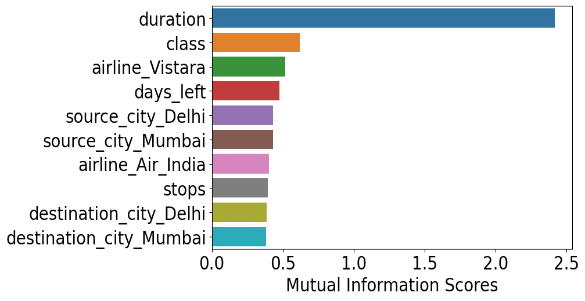 duration
class
airline_Vistara
days_left
source_city_Delhi
source_city_Mumbai
airline_Air_India
stops
destination_city_Delhi
destination_city_Mumbai
0.0 0.5 1.0 1.5 2.0 2.5
Mutual Information Scores